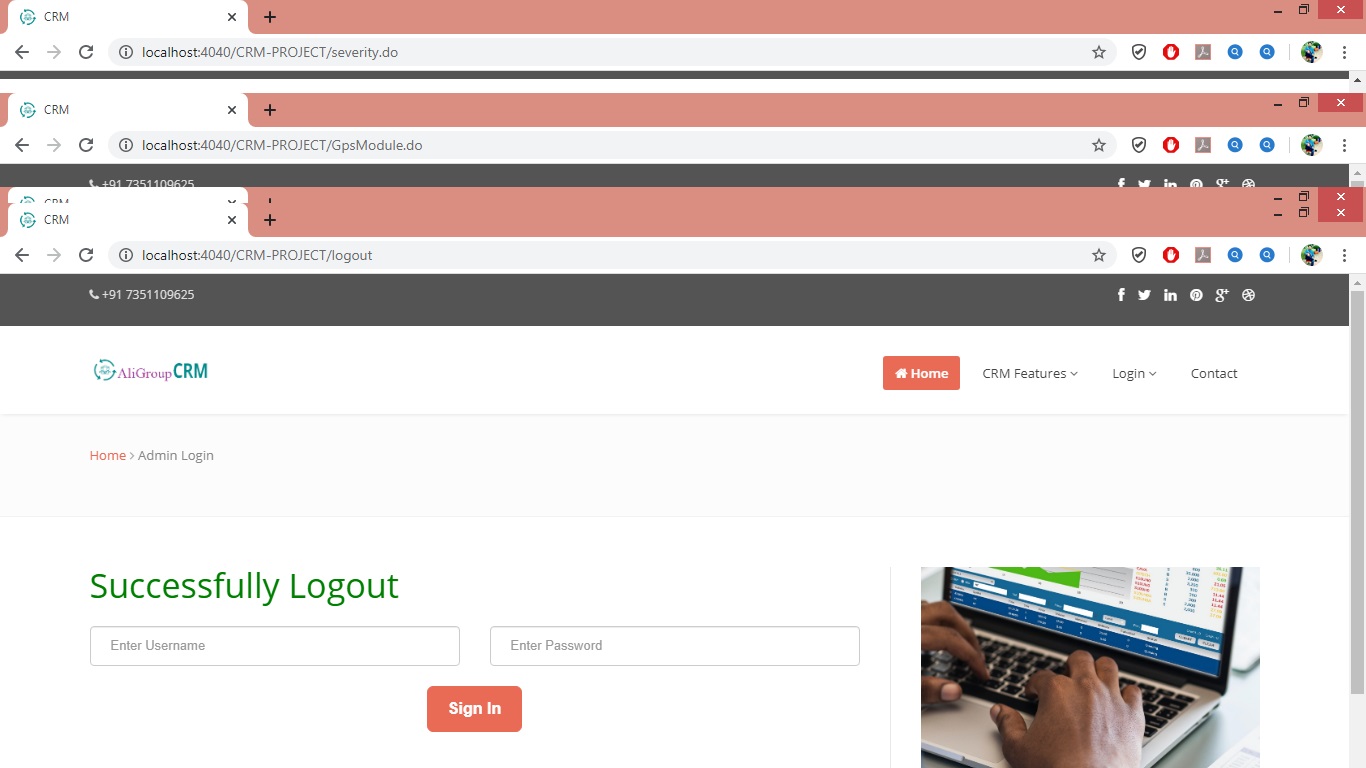 CRM
localhost:4040/CRM-PROJECT/severity.do
CRM
localhost:4040/CRM-PROJECT/GpsModule.do
+91 7351109625
CRM
CRM
localhost:4040/CRM-PROJECT/logout
+91 7351109625
AliGroupCRM
Home
CRM Features
Login
Contact
Home > Admin Login
Successfully Logout
Enter Username
Enter Password
Sign In